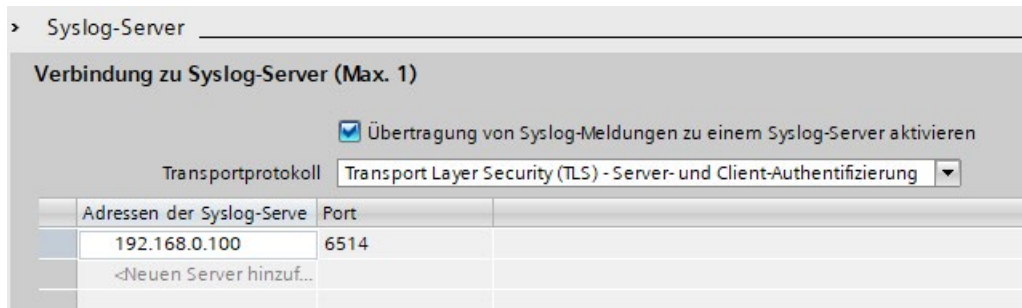 Syslog-Server
Verbindung zu Syslog-Server (Max. 1)
Übertragung von Syslog-Meldungen zu einem Syslog-Server aktivieren
Transportprotokoll Transport Layer Security (TLS) - Server- und Client-Authentifizierung
Adressen der Syslog-Serve Port
192.168.0.100 6514
<Neuen Server hinzuf...